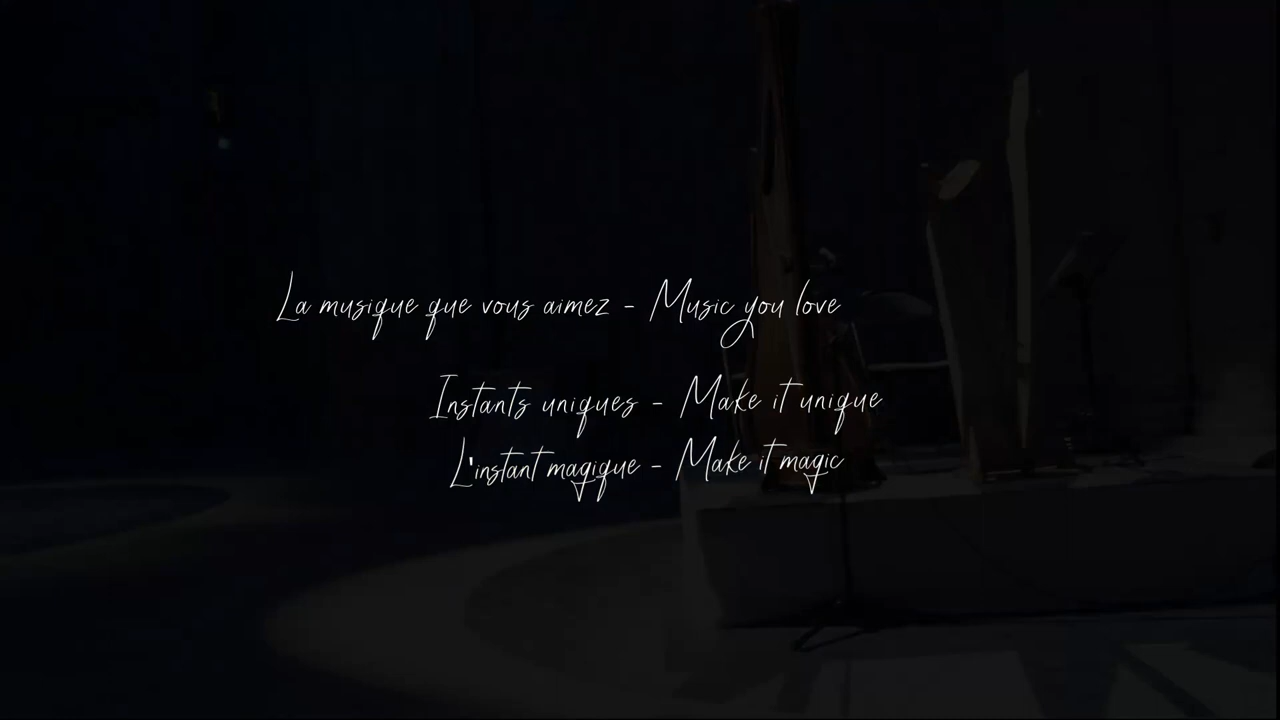 La musique que vous aimez - Music you love
Instants uniques - Make it unique
L'instant magique - Make it magic